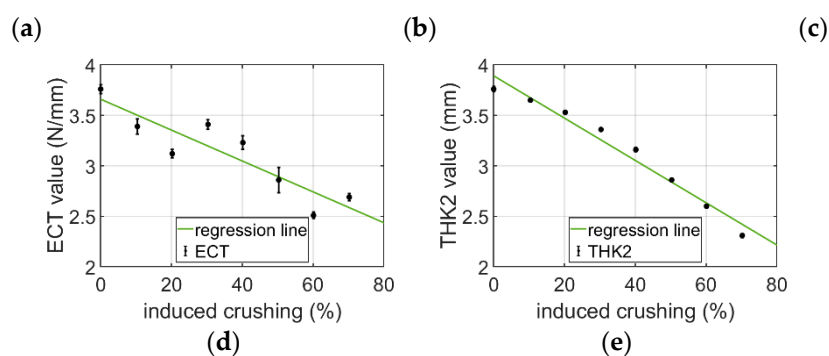 (a) (b) (c)
4
3.5
3
2.5
2
ECT value (N/mm)
regression line
ECT
0 20 40 60 80
induced crushing (%)
(d)
4
3.5
3
2.5
2
THK2 value (mm)
regression line
THK2
0 20 40 60 80
induced crushing (%)
(e)